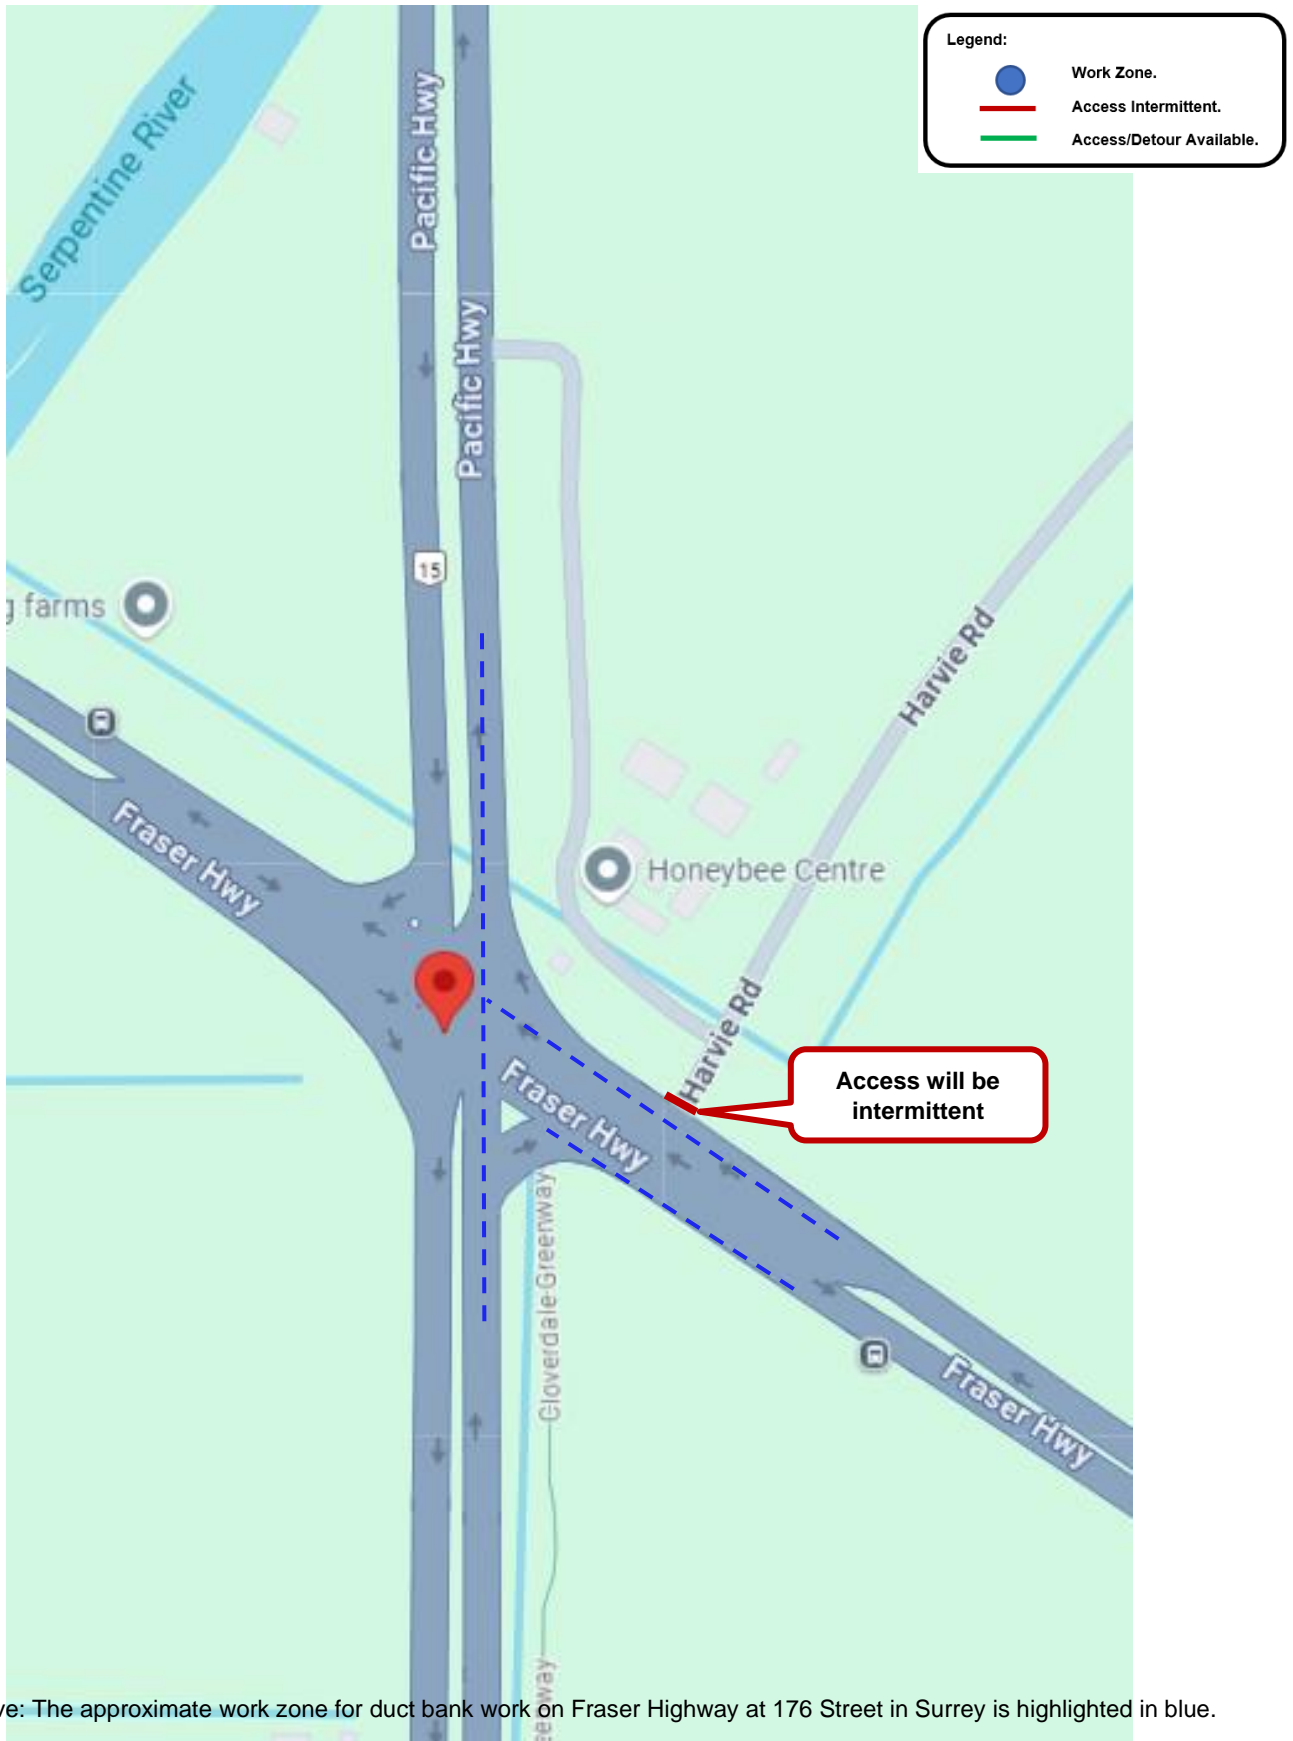 Legend:
Work Zone.
Access Intermittent.
Access/Detour Available.
Serpentine River
Pacific Hwy
Pacific Hwy
15
g farms
Harvie Rd
Fraser Hwy
Honeybee Centre
Harvie Rd
Access will be
intermittent
Fraser Hwy
Cloverdale Greenway
Fraser Hwy
eenway
ve: The approximate work zone for duct bank work on Fraser Highway at 176 Street in Surrey is highlighted in blue.